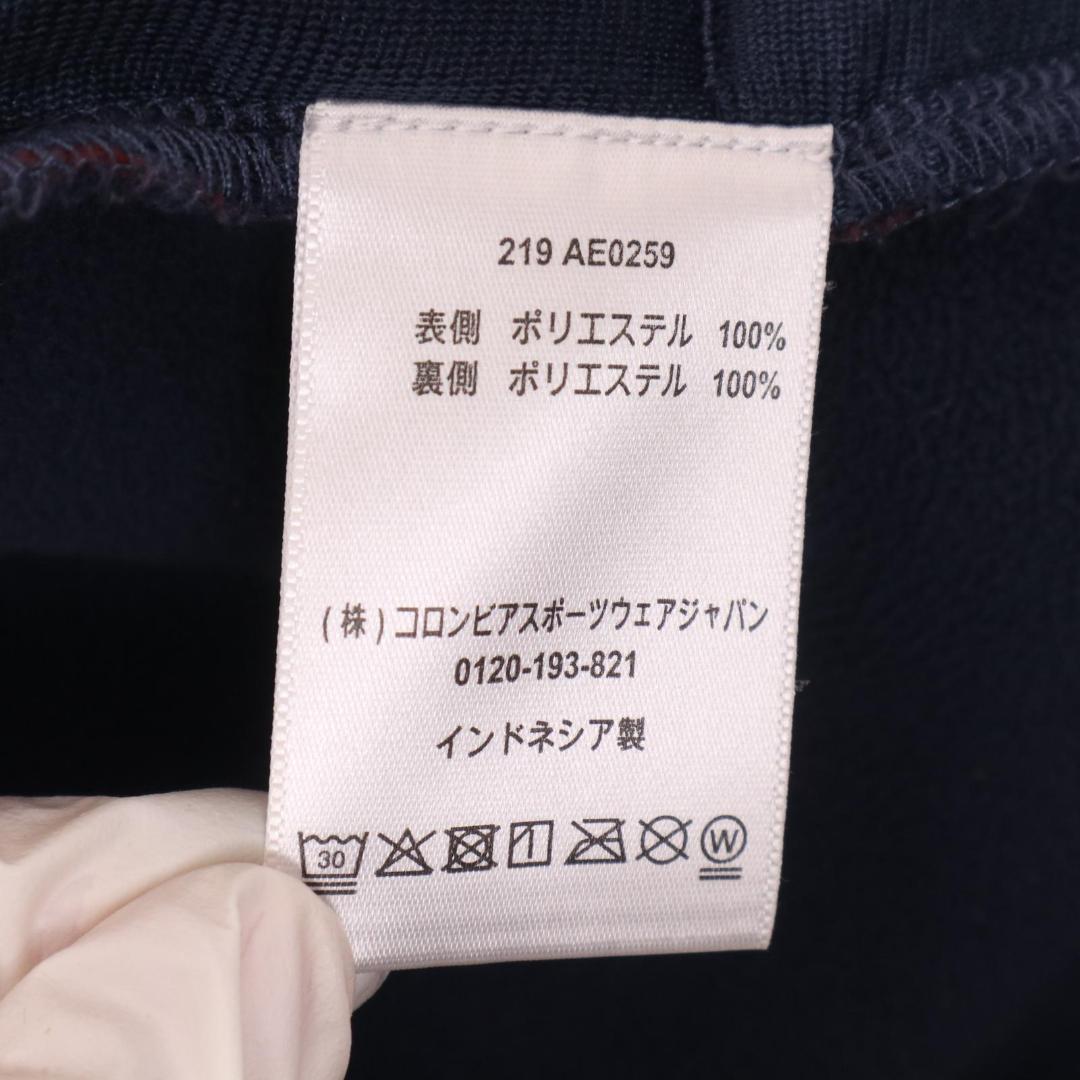 219 AE0259
表側 ポリエステル 100%
裏側 ポリエステル 100%
(株)コロンビアスポーツウェアジャパン
0120-193-821
インドネシア製
30 W